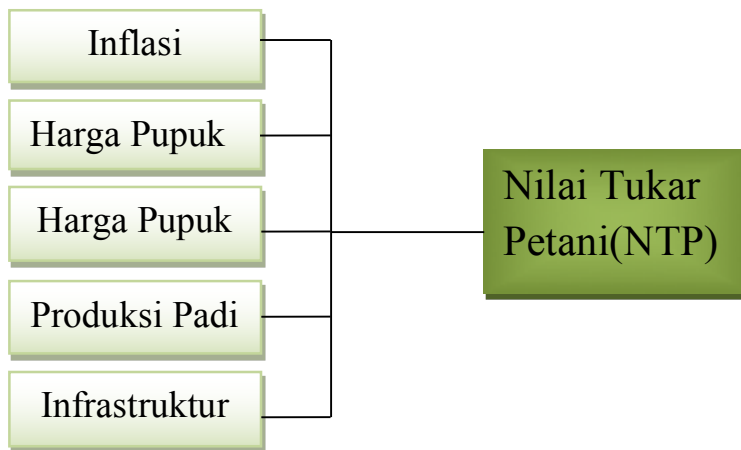 Inflasi
Harga Pupuk
Harga Pupuk
Produksi Padi
Infrastruktur
Nilai Tukar
Petani(NTP)